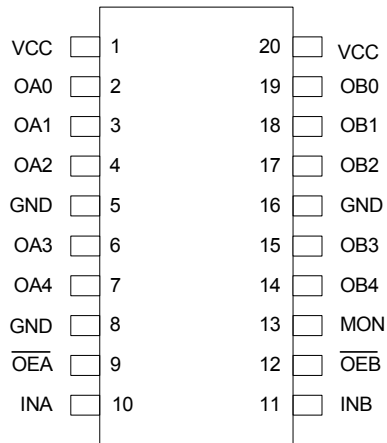 VCC 1 20 VCC
OA0 2 19 OB0
OA1 3 18 OB1
OA2 4 17 OB2
GND 5 16 GND
OA3 6 15 OB3
OA4 7 14 OB4
GND 8 13 MON
O̅E̅A̅ 9 12 O̅E̅B̅
INA 10 11 INB